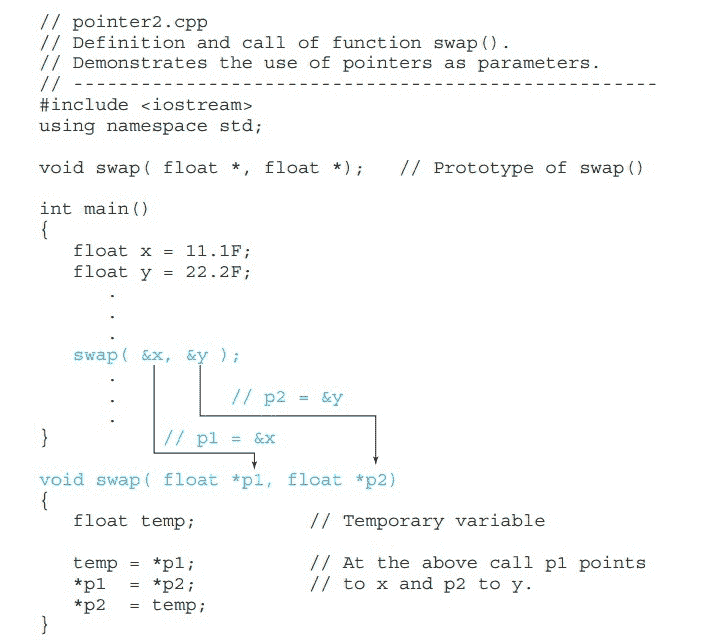 // pointer2.cpp
// Definition and call of function swap().
// Demonstrates the use of pointers as parameters.
// ----------------------------------------------------
#include <iostream>
using namespace std;
void swap( float *, float *);   // Prototype of swap()
int main()
{
   float x = 11.1F;
   float y = 22.2F;
      .
      .
      .
   swap( &x, &y );
      .
      .          // p2 = &y
      .
}          // p1 = &x
void swap( float *p1, float *p2)
{
   float temp;          // Temporary variable
   temp = *p1;          // At the above call p1 points
   *p1  = *p2;          // to x and p2 to y.
   *p2  = temp;
}